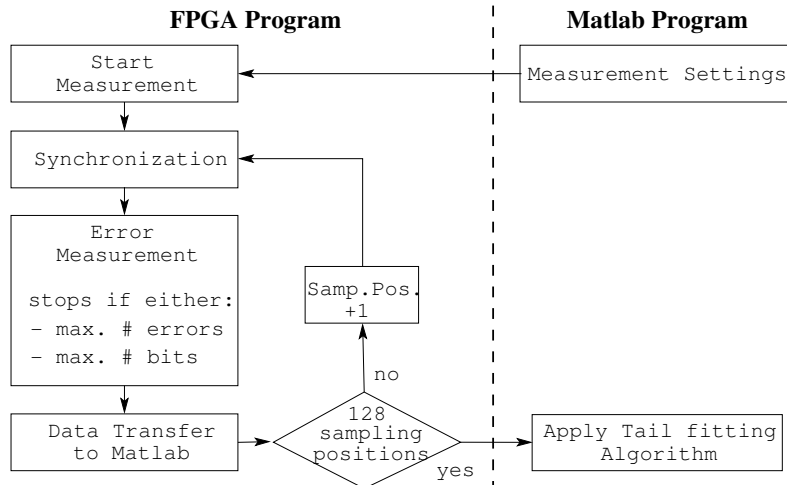 FPGA Program
Matlab Program
Start
Measurement
Measurement Settings
Synchronization
Error
Measurement
stops if either:
- max. # errors
- max. # bits
Samp.Pos.
+1
no
Data Transfer
to Matlab
128
sampling
positions
yes
Apply Tail fitting
Algorithm